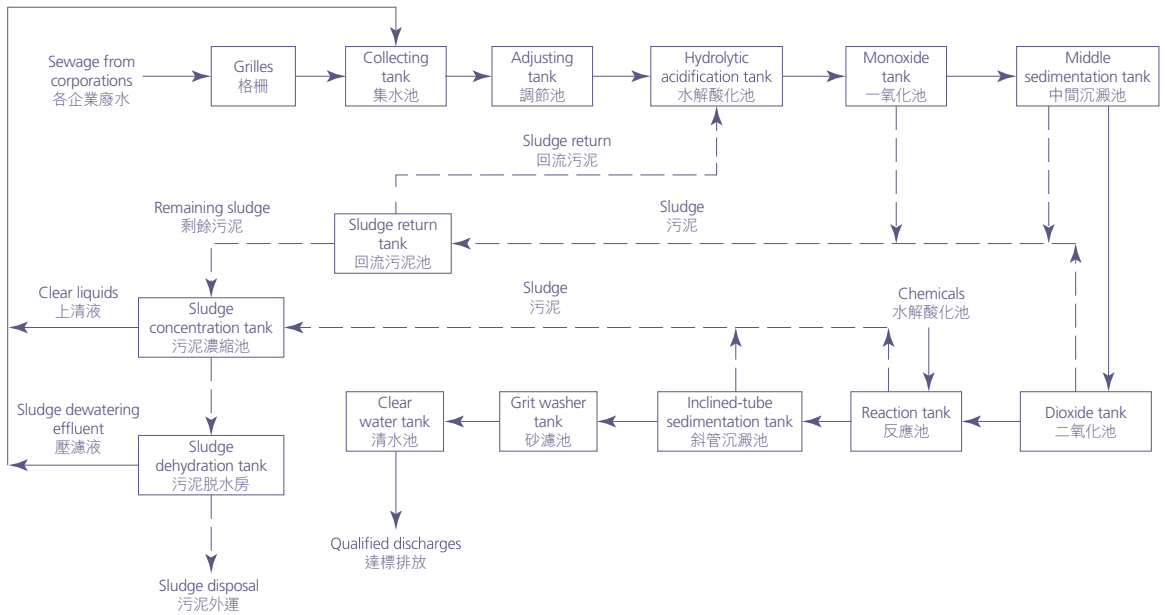 Sewage from
corporations
各企業廢水
Grilles
格柵
Collecting
tank
集水池
Adjusting
tank
調節池
Hydrolytic
acidification tank
水解酸化池
Monoxide
tank
一氧化池
Middle
sedimentation tank
中間沉澱池
Sludge return
回流污泥
Remaining sludge
剩餘污泥
Sludge return
tank
回流污泥池
Sludge
污泥
Clear liquids
上清液
Sludge
concentration tank
污泥濃縮池
Sludge
污泥
Chemicals
水解酸化池
Sludge dewatering
effluent
壓濾液
Sludge
dehydration tank
污泥脱水房
Clear
water tank
清水池
Grit washer
tank
砂濾池
Inclined-tube
sedimentation tank
斜管沉澱池
Reaction tank
反應池
Dioxide tank
二氧化池
Qualified discharges
達標排放
Sludge disposal
污泥外運